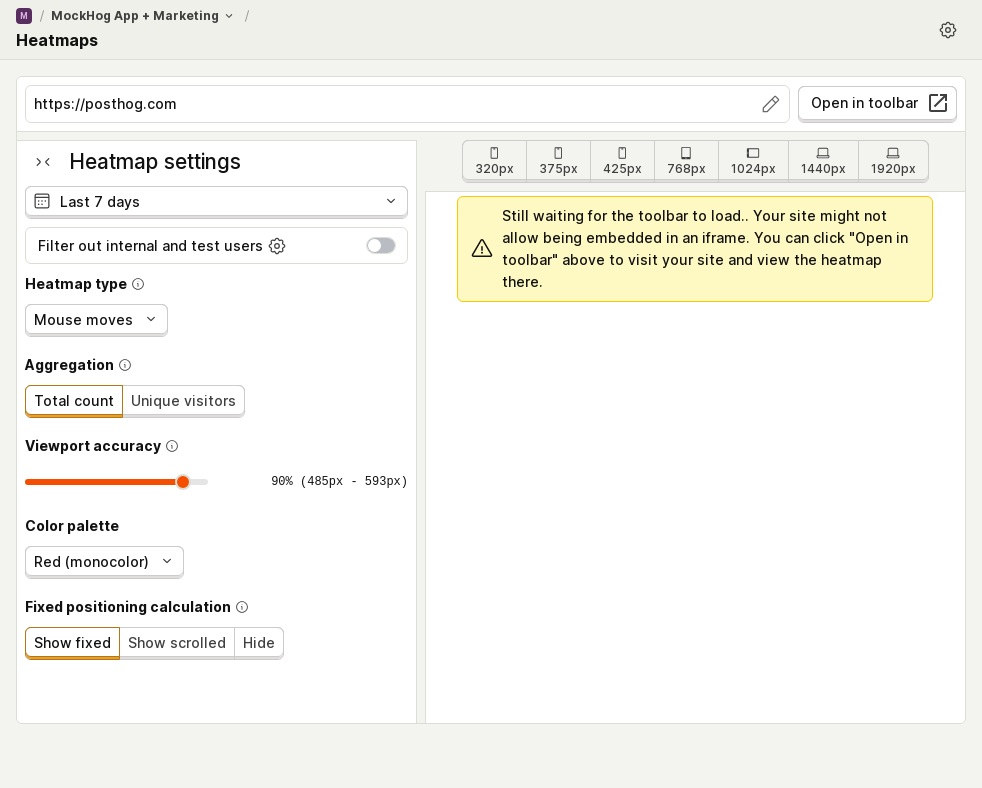 M / MockHog App + Marketing /
Heatmaps
https://posthog.com
Open in toolbar
Heatmap settings
Last 7 days
Filter out internal and test users
Heatmap type
Mouse moves
Aggregation
Total count Unique visitors
Viewport accuracy
90% (485px - 593px)
Color palette
Red (monocolor)
Fixed positioning calculation
Show fixed Show scrolled Hide
320px 375px 425px 768px 1024px 1440px 1920px
Still waiting for the toolbar to load.. Your site might not
allow being embedded in an iframe. You can click "Open in
toolbar" above to visit your site and view the heatmap
there.